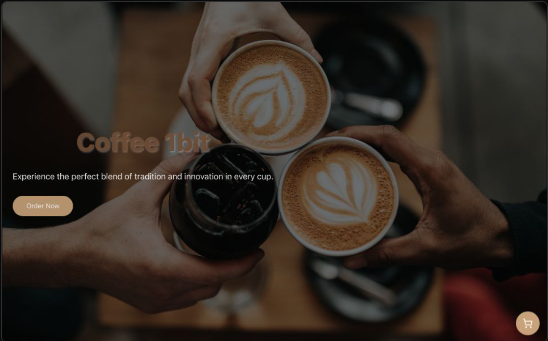 Coffee 1bit
Experience the perfect blend of tradition and innovation in every cup.
Order Now